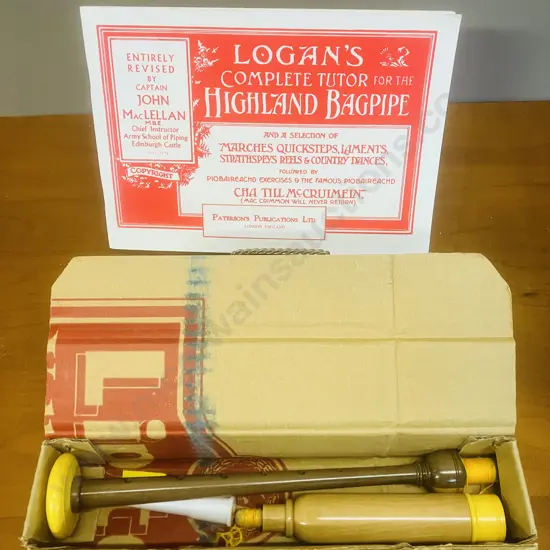 ENTIRELY
REVISED
BY
CAPTAIN
JOHN
MACLELLAN
M.B.E
Chief Instructor
Army School of Piping
Edinburgh Castle
COPYRIGHT
LOGAN'S
COMPLETE TUTOR FOR THE
HIGHLAND BAGPIPE
AND A SELECTION OF
MARCHES QUICKSTEPS, LAMENTS,
STRATHSPEYS REELS & COUNTRY DANCES,
FOLLOWED BY
PIOBAIREACHD EXERCISES & THE FAMOUS PIOBAIREACHD
CHA TILL MCCRUIMEIN
(MAC CRIMMON WILL NEVER RETURN)
PATERSON'S PUBLICATIONS LTD
LONDON ENGLAND